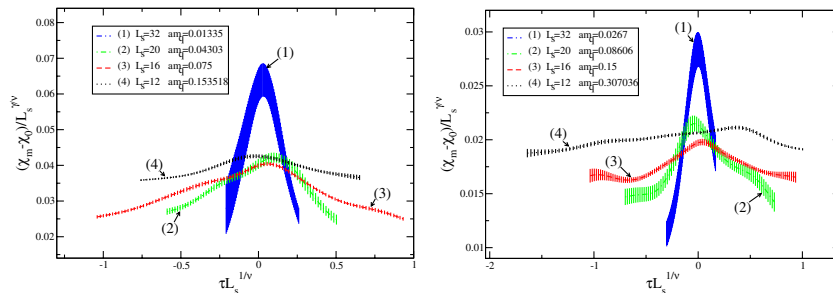 (1) L_s=32 am_q=0.01335
(2) L_s=20 am_q=0.04303
(3) L_s=16 am_q=0.075
(4) L_s=12 am_q=0.153518
(1)
(4)
(3)
(2)
0.08
0.07
0.06
0.05
0.04
0.03
0.02
-1
-0.5
0
0.5
1
(χ_m-χ_0)/L_s^{γ/ν}
τL_s^{1/ν}
(1) L_s=32 am_q=0.0267
(2) L_s=20 am_q=0.08606
(3) L_s=16 am_q=0.15
(4) L_s=12 am_q=0.307036
(1)
(4)
(3)
(2)
0.03
0.025
0.02
0.015
0.01
-2
-1
0
1
(χ_m-χ_0)/L_s^{γ/ν}
τL_s^{1/ν}